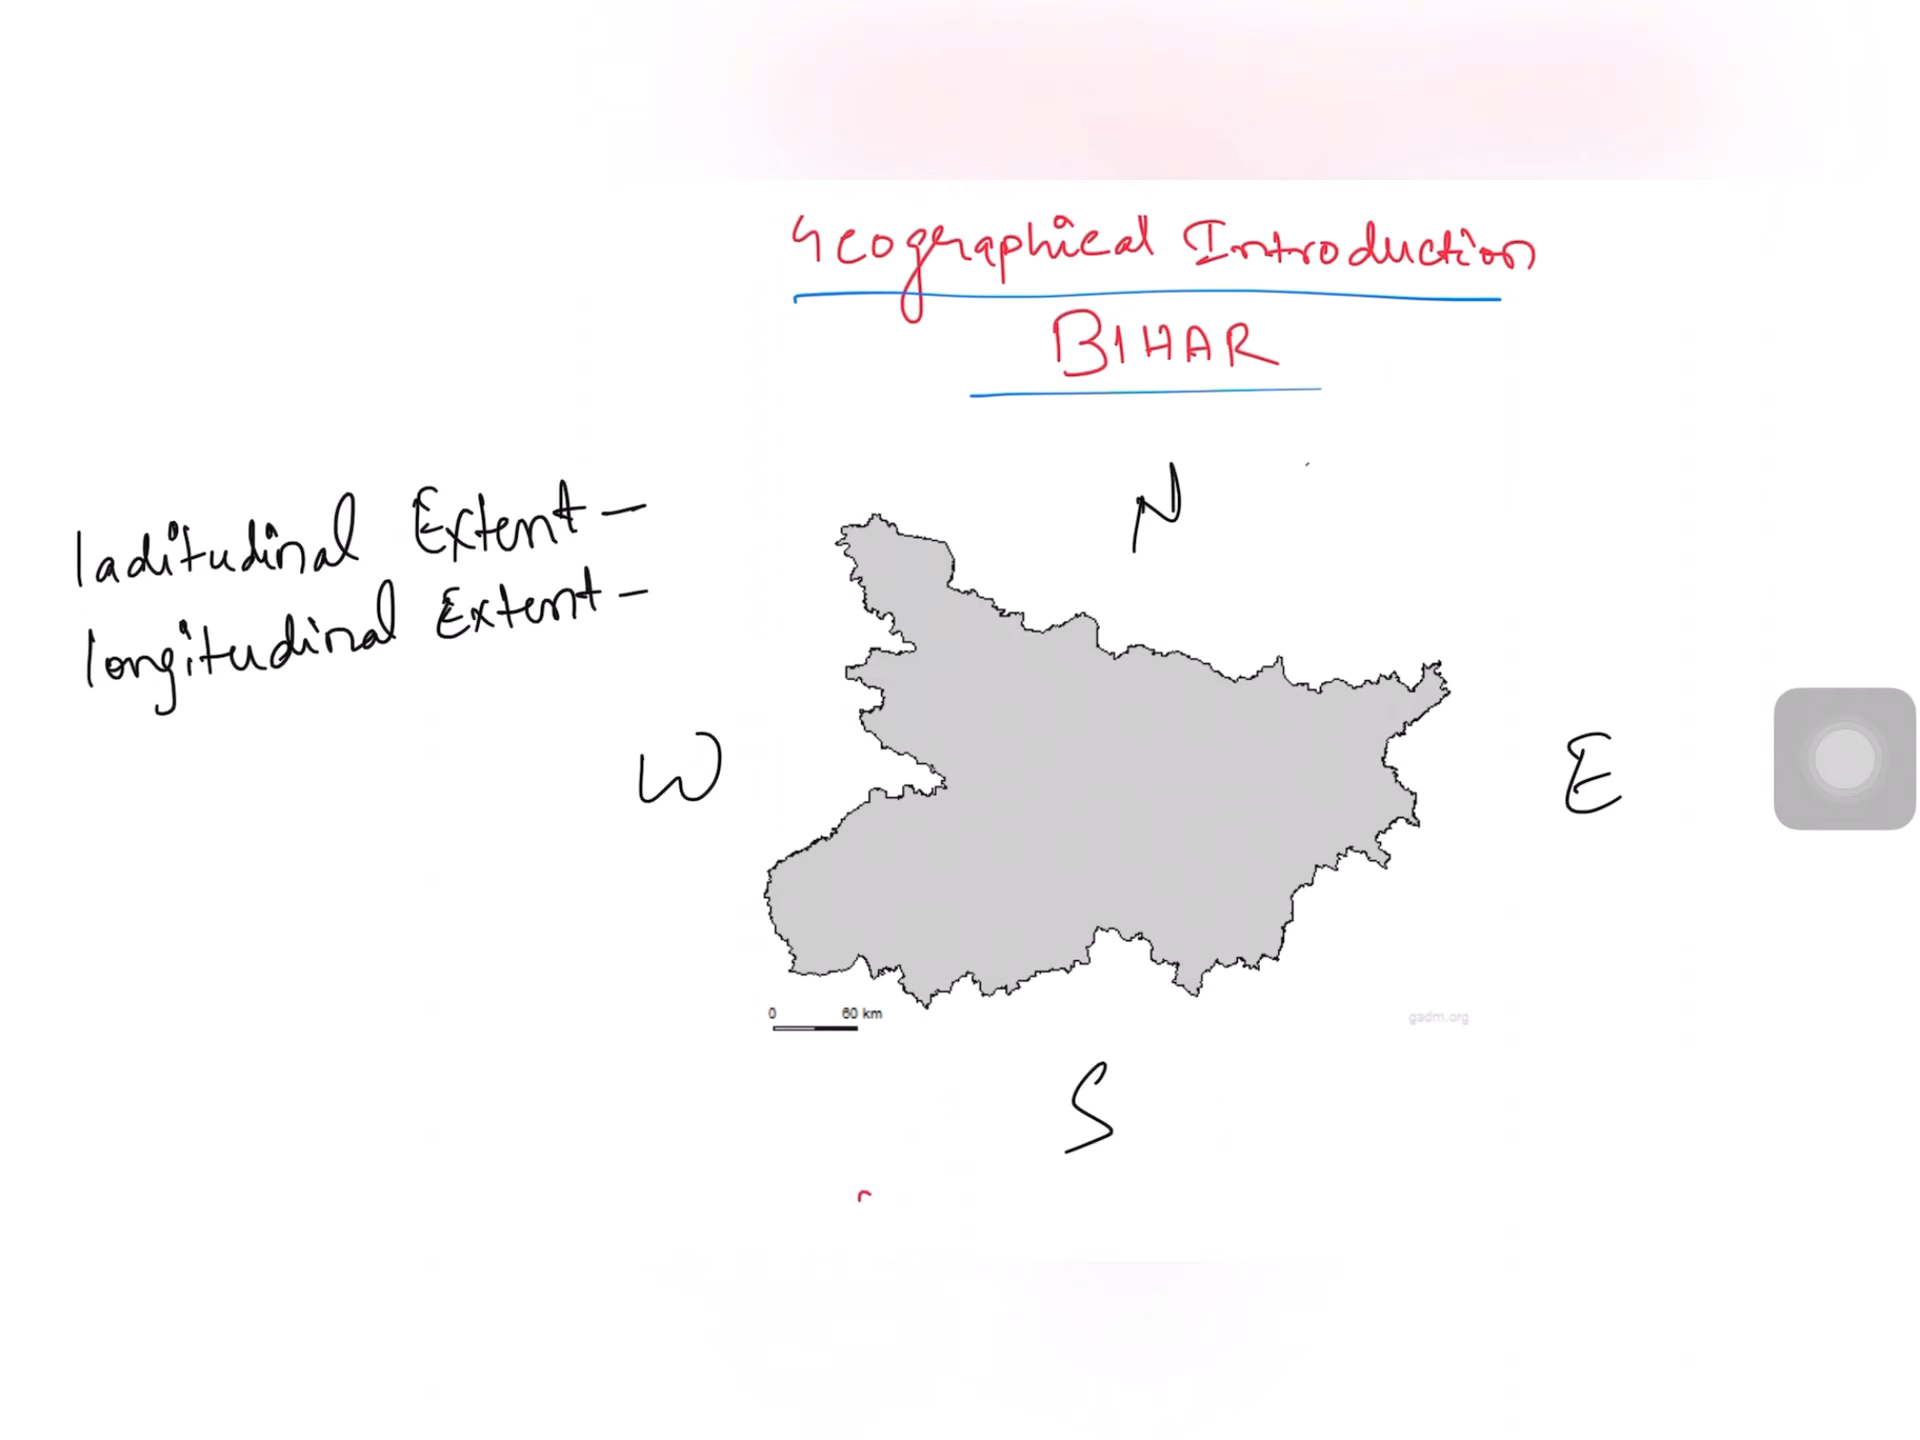 Geographical Introduction
BIHAR
laditudinal Extent -
longitudinal Extent -
N
W
E
S
0 60 km
gadm.org